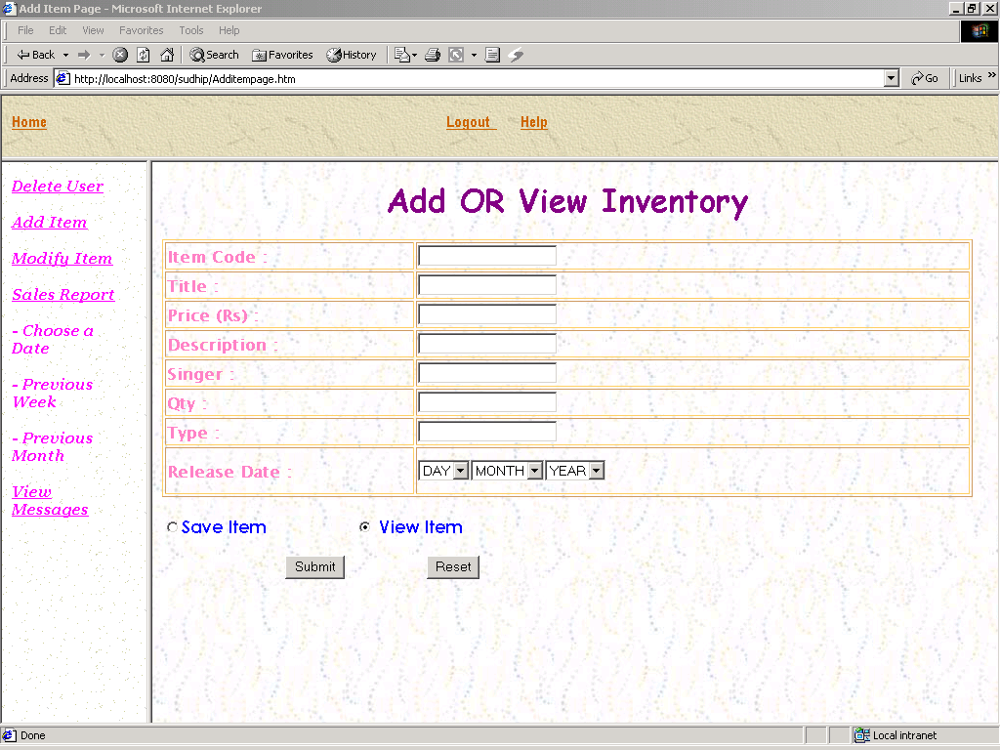 Add Item Page - Microsoft Internet Explorer
File Edit View Favorites Tools Help
Back Search Favorites History
Address http://localhost:8080/sudhip/Additempage.htm Go Links »
Home Logout Help
Delete User
Add Item
Modify Item
Sales Report
- Choose a
Date
- Previous
Week
- Previous
Month
View
Messages
Add OR View Inventory
Item Code :
Title :
Price (Rs) :
Description :
Singer :
Qty :
Type :
Release Date : DAY MONTH YEAR
Save Item View Item
Submit Reset
Done Local intranet